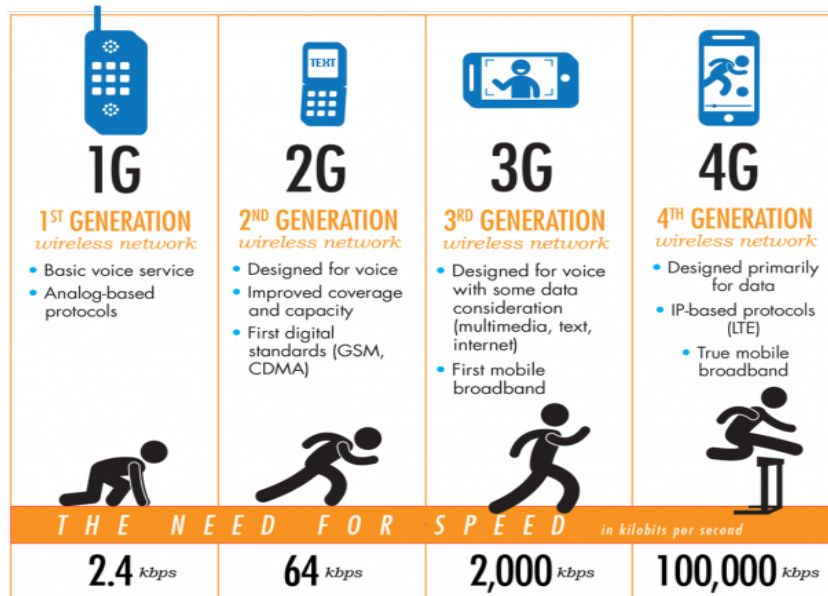 TEXT
1G
1ST GENERATION
wireless network
• Basic voice service
• Analog-based
protocols
2G
2ND GENERATION
wireless network
• Designed for voice
• Improved coverage
and capacity
• First digital
standards (GSM,
CDMA)
3G
3RD GENERATION
wireless network
• Designed for voice
with some data
consideration
(multimedia, text,
internet)
• First mobile
broadband
4G
4TH GENERATION
wireless network
• Designed primarily
for data
• IP-based protocols
(LTE)
• True mobile
broadband
THE NEED FOR SPEED in kilobits per second
2.4 kbps
64 kbps
2,000 kbps
100,000 kbps